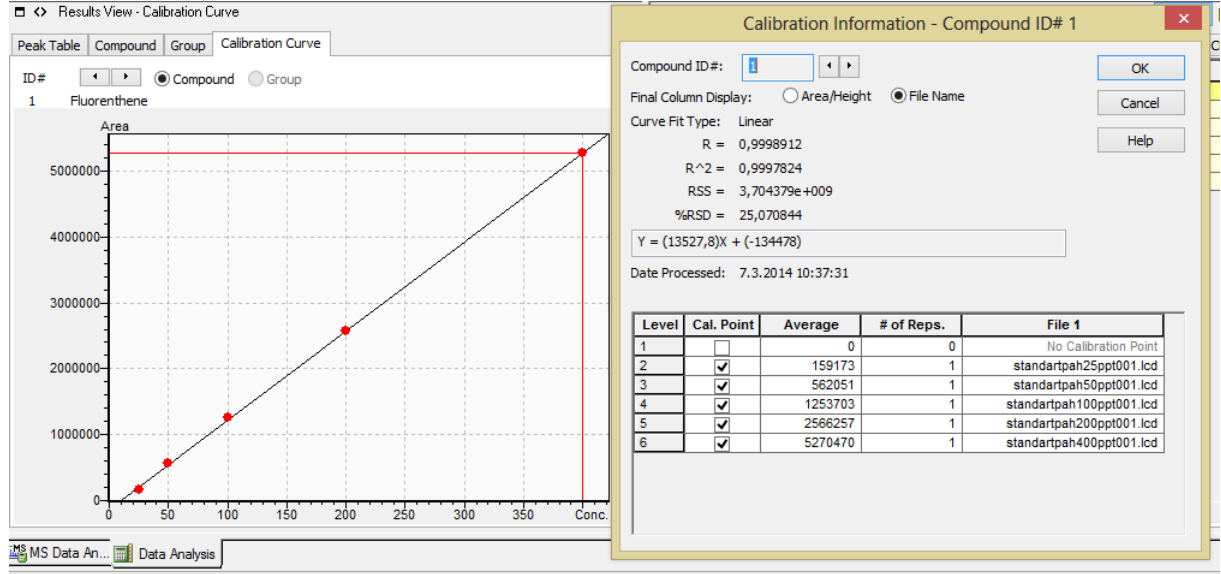 Results View - Calibration Curve
Peak Table Compound Group Calibration Curve
ID# Compound Group
1 Fluorenthene
Area
5000000
4000000
3000000
2000000
1000000
0
0 50 100 150 200 250 300 350 Conc.
MS Data An... Data Analysis
Calibration Information - Compound ID# 1
Compound ID#: 1
OK
Final Column Display: Area/Height File Name
Cancel
Curve Fit Type: Linear
Help
R = 0,9998912
R^2 = 0,9997824
RSS = 3,704379e+009
%RSD = 25,070844
Y = (13527,8)X + (-134478)
Date Processed: 7.3.2014 10:37:31
Level Cal. Point Average # of Reps. File 1
1 0 0 No Calibration Point
2 159173 1 standartpah25ppt001.lcd
3 562051 1 standartpah50ppt001.lcd
4 1253703 1 standartpah100ppt001.lcd
5 2566257 1 standartpah200ppt001.lcd
6 5270470 1 standartpah400ppt001.lcd